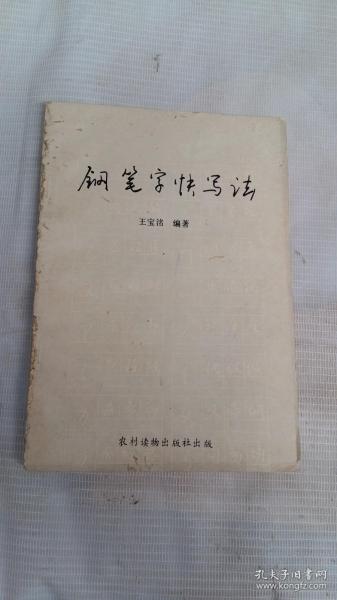 钢笔字快写法
王宝洺 编著
农村读物出版社出版
孔夫子旧书网